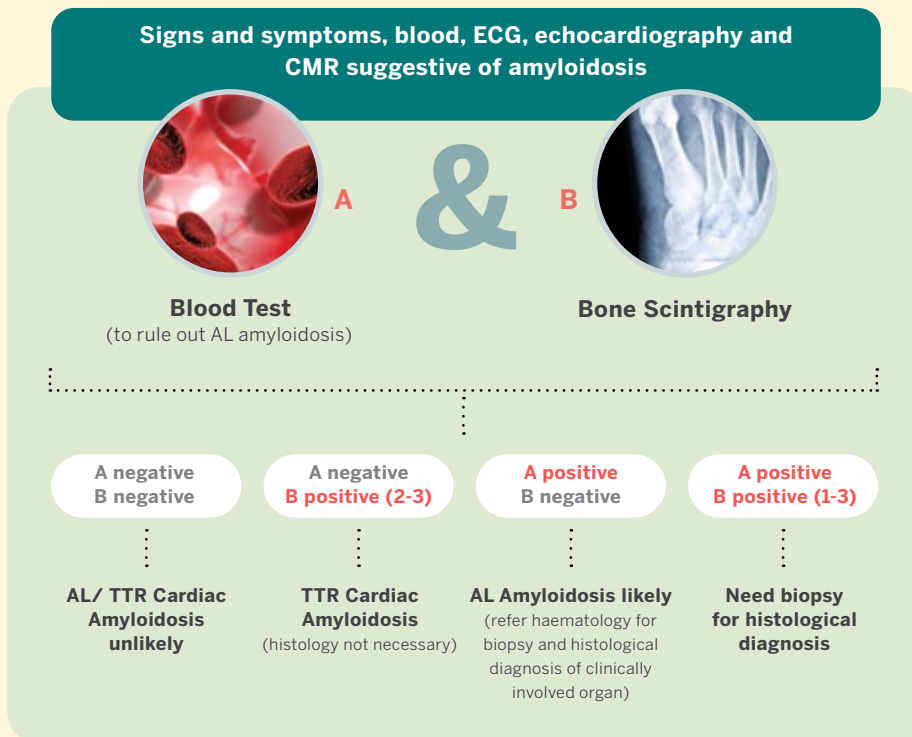 Signs and symptoms, blood, ECG, echocardiography and
CMR suggestive of amyloidosis
A
&
B
Blood Test
(to rule out AL amyloidosis)
Bone Scintigraphy
A negative
B negative
A negative
B positive (2-3)
A positive
B negative
A positive
B positive (1-3)
AL/ TTR Cardiac
Amyloidosis
unlikely
TTR Cardiac
Amyloidosis
(histology not necessary)
AL Amyloidosis likely
(refer haematology for
biopsy and histological
diagnosis of clinically
involved organ)
Need biopsy
for histological
diagnosis